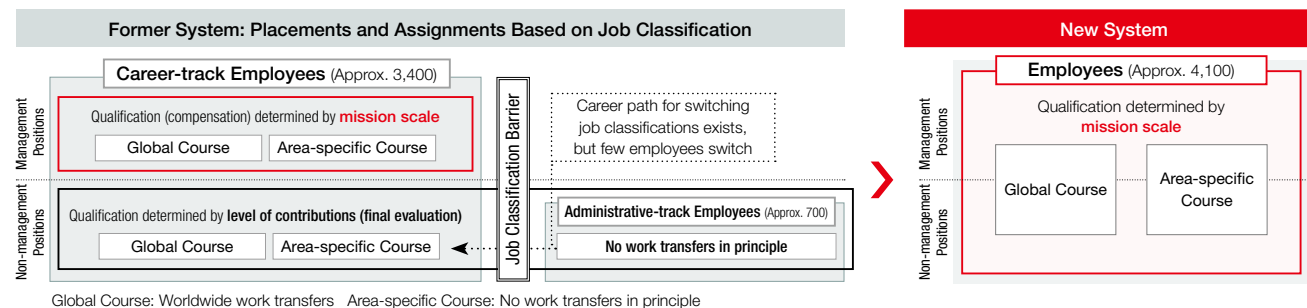 Former System: Placements and Assignments Based on Job Classification
Career-track Employees (Approx. 3,400)
Management
Positions
Qualification (compensation) determined by mission scale
Global Course
Area-specific Course
Job Classification Barrier
Career path for switching
job classifications exists,
but few employees switch
Non-management
Positions
Qualification determined by level of contributions (final evaluation)
Global Course
Area-specific Course
Administrative-track Employees (Approx. 700)
No work transfers in principle
Global Course: Worldwide work transfers Area-specific Course: No work transfers in principle
New System
Employees (Approx. 4,100)
Management
Positions
Qualification determined by
mission scale
Non-management
Positions
Global Course
Area-specific
Course